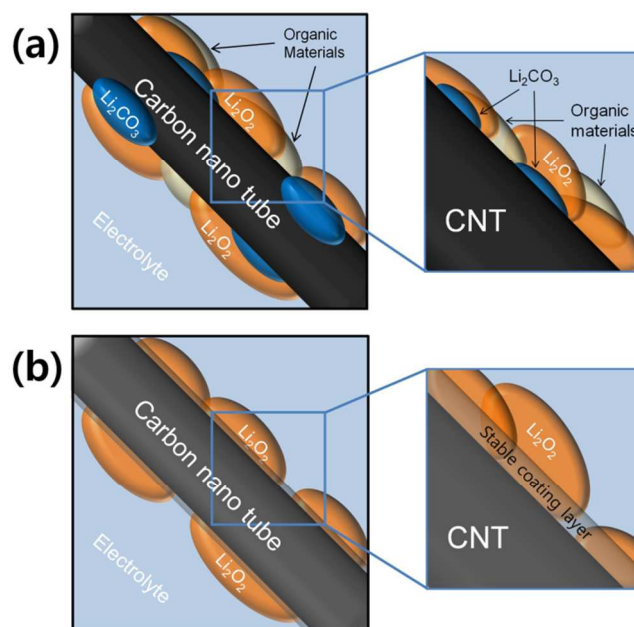 (a)
Organic
Materials
Li₂CO₃
Li₂O₂
Carbon nano tube
Li₂O₂
Electrolyte
Li₂CO₃
Organic
materials
Li₂O₂
CNT
(b)
Carbon nano tube
Li₂O₂
Li₂O₂
Electrolyte
Li₂O₂
Stable coating layer
CNT